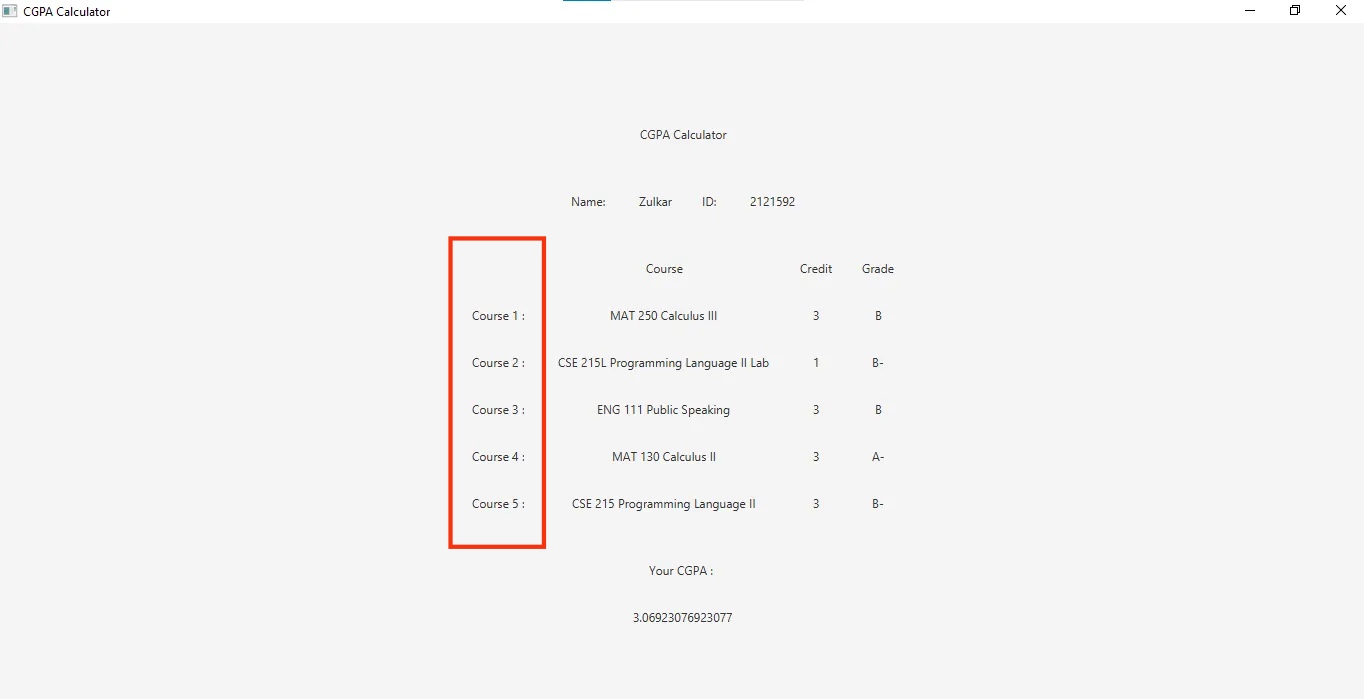 CGPA Calculator
CGPA Calculator
Name: Zulkar ID: 2121592
Course Credit Grade
Course 1 : MAT 250 Calculus III 3 B
Course 2 : CSE 215L Programming Language II Lab 1 B-
Course 3 : ENG 111 Public Speaking 3 B
Course 4 : MAT 130 Calculus II 3 A-
Course 5 : CSE 215 Programming Language II 3 B-
Your CGPA :
3.06923076923077